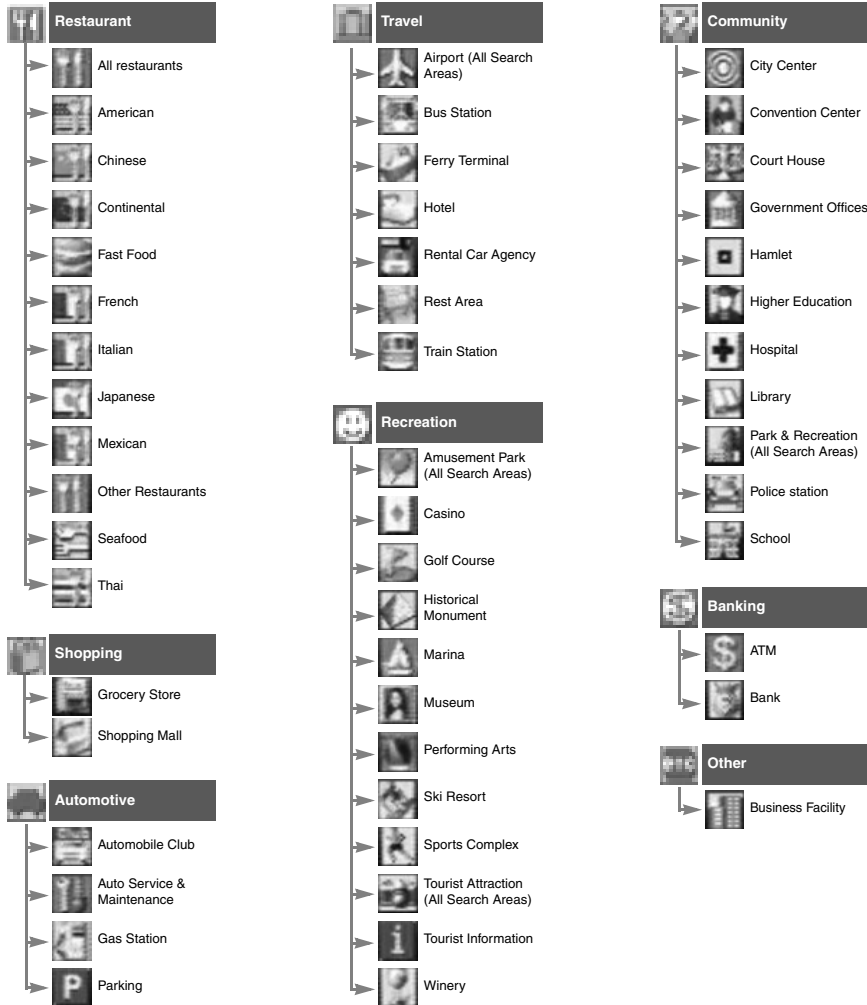 Restaurant
All restaurants
American
Chinese
Continental
Fast Food
French
Italian
Japanese
Mexican
Other Restaurants
Seafood
Thai
Shopping
Grocery Store
Shopping Mall
Automotive
Automobile Club
Auto Service &
Maintenance
Gas Station
P
Parking
Travel
Airport (All Search
Areas)
Bus Station
Ferry Terminal
Hotel
Rental Car Agency
Rest Area
Train Station
Recreation
Amusement Park
(All Search Areas)
Casino
Golf Course
Historical
Monument
Marina
Museum
Performing Arts
Ski Resort
Sports Complex
Tourist Attraction
(All Search Areas)
i
Tourist Information
Winery
Community
City Center
Convention Center
Court House
Government Offices
Hamlet
Higher Education
Hospital
Library
Park & Recreation
(All Search Areas)
Police station
School
$
Banking
$
ATM
Bank
Other
Business Facility